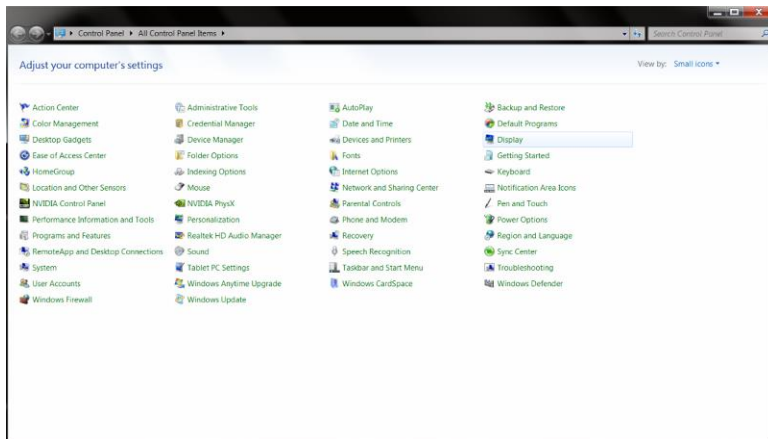 Control Panel All Control Panel Items
Search Control Panel
Adjust your computer's settings
View by: Small icons
Action Center Administrative Tools AutoPlay Backup and Restore
Color Management Credential Manager Date and Time Default Programs
Desktop Gadgets Device Manager Devices and Printers Display
Ease of Access Center Folder Options Fonts Getting Started
HomeGroup Indexing Options Internet Options Keyboard
Location and Other Sensors Mouse Network and Sharing Center Notification Area Icons
NVIDIA Control Panel NVIDIA PhysX Parental Controls Pen and Touch
Performance Information and Tools Personalization Phone and Modem Power Options
Programs and Features Realtek HD Audio Manager Recovery Region and Language
RemoteApp and Desktop Connections Sound Speech Recognition Sync Center
System Tablet PC Settings Taskbar and Start Menu Troubleshooting
User Accounts Windows Anytime Upgrade Windows CardSpace Windows Defender
Windows Firewall Windows Update